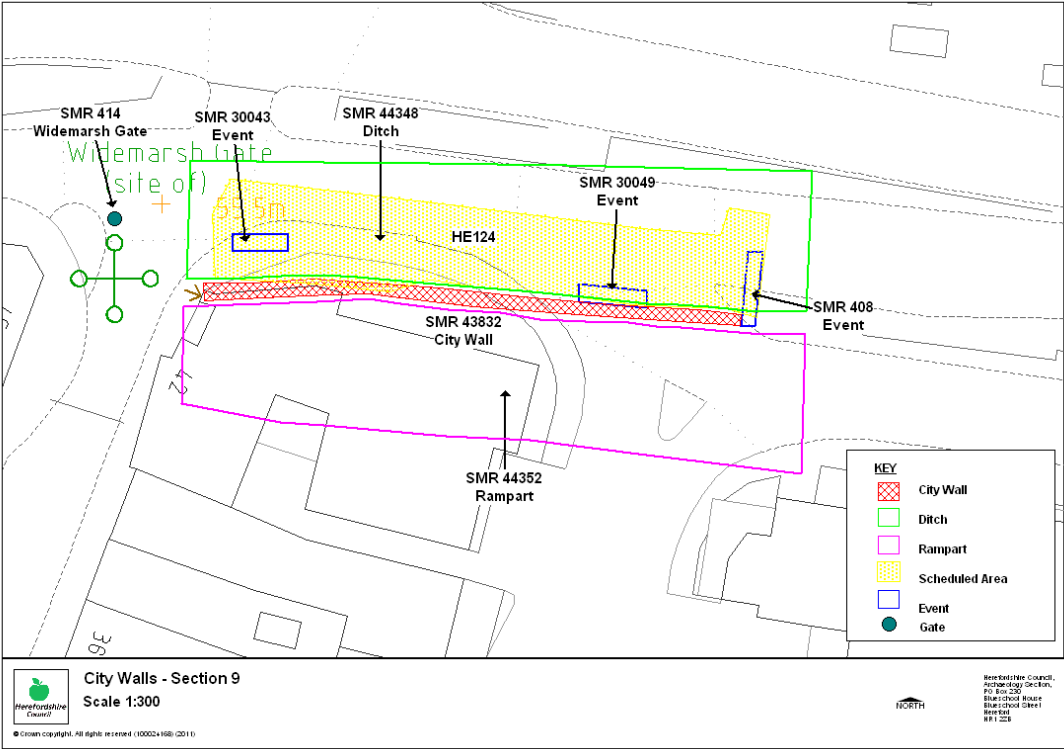 SMR 414
Widemarsh Gate
SMR 30043
Event
SMR 44348
Ditch
Widemarsh Gate
(site of)
55.5m
SMR 30049
Event
HE124
SMR 408
Event
SMR 43832
City Wall
42
SMR 44352
Rampart
36
KEY
City Wall
Ditch
Rampart
Scheduled Area
Event
Gate
City Walls - Section 9
Scale 1:300
Herefordshire
Council
© Crown copyright. All rights reserved (100024168) (2011)
NORTH
Herefordshire Council,
Archaeology Section,
PO Box 230
Blueschool House
Blueschool Street
Hereford
HR1 2ZB